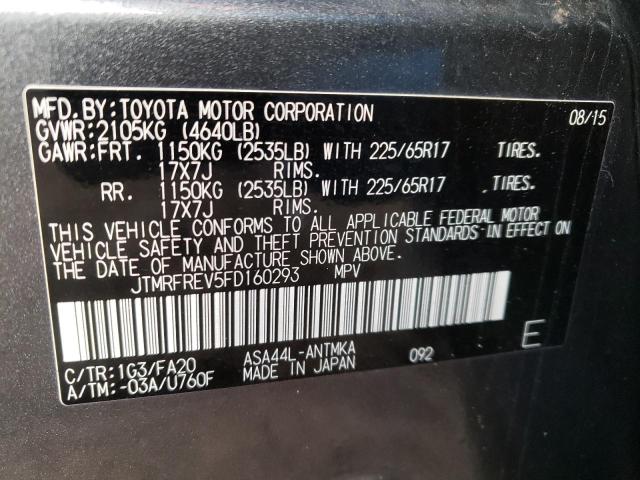 MFD.BY:TOYOTA MOTOR CORPORATION 08/15
GVWR:2105KG (4640LB)
GAWR:FRT. 1150KG (2535LB) WITH 225/65R17 TIRES.
17X7J RIMS.
RR. 1150KG (2535LB) WITH 225/65R17 TIRES.
17X7J RIMS.
THIS VEHICLE CONFORMS TO ALL APPLICABLE FEDERAL MOTOR
VEHICLE SAFETY AND THEFT PREVENTION STANDARDS IN EFFECT ON
THE DATE OF MANUFACTURE SHOWN ABOVE.
JTMRFREV5FD160293 MPV
C/TR:1G3/FA20 ASA44L-ANTMKA 092 E
A/TM:-03A/U760F MADE IN JAPAN